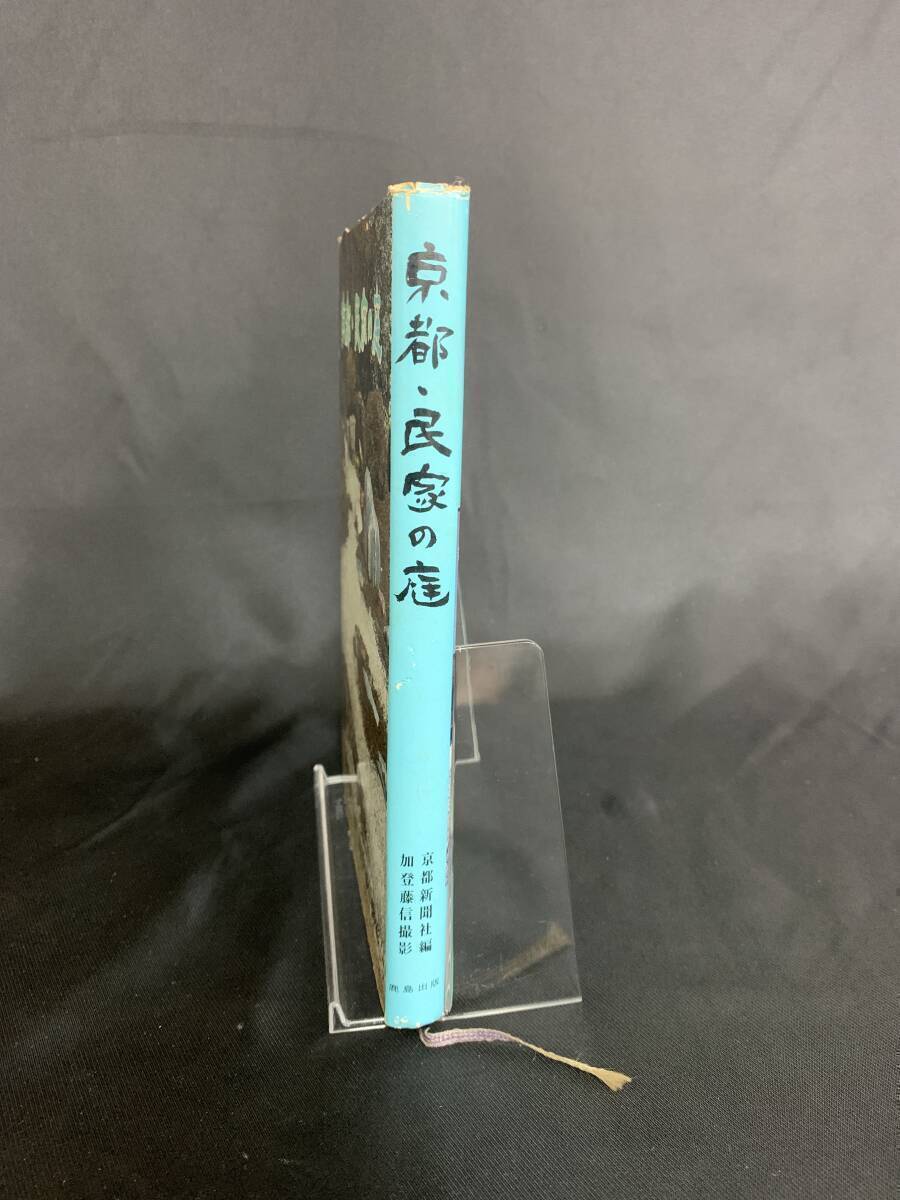 京都・民家の庭
京都新聞社編
加登藤信撮影
鹿島出版